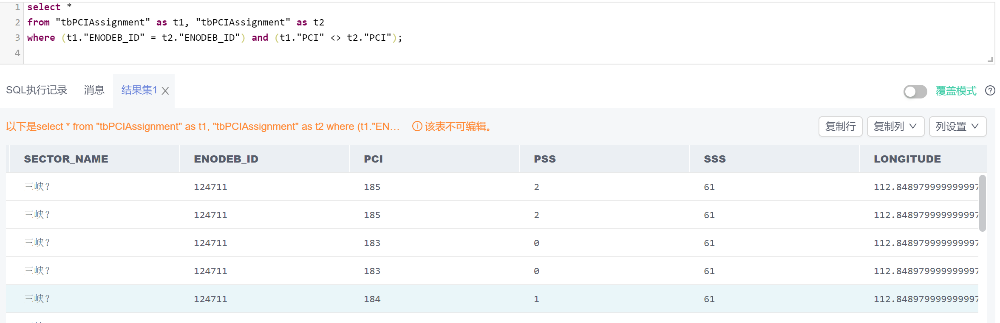 1 select *
2 from "tbPCIAssignment" as t1, "tbPCIAssignment" as t2
3 where (t1."ENODEB_ID" = t2."ENODEB_ID") and (t1."PCI" <> t2."PCI");
4
SQL执行记录 消息 结果集1 覆盖模式
以下是select * from "tbPCIAssignment" as t1, "tbPCIAssignment" as t2 where (t1."EN... 该表不可编辑。 复制行 复制列 列设置
SECTOR_NAME ENODEB_ID PCI PSS SSS LONGITUDE
三峡? 124711 185 2 61 112.848979999999997
三峡? 124711 185 2 61 112.848979999999997
三峡? 124711 183 0 61 112.848979999999997
三峡? 124711 183 0 61 112.848979999999997
三峡? 124711 184 1 61 112.848979999999997